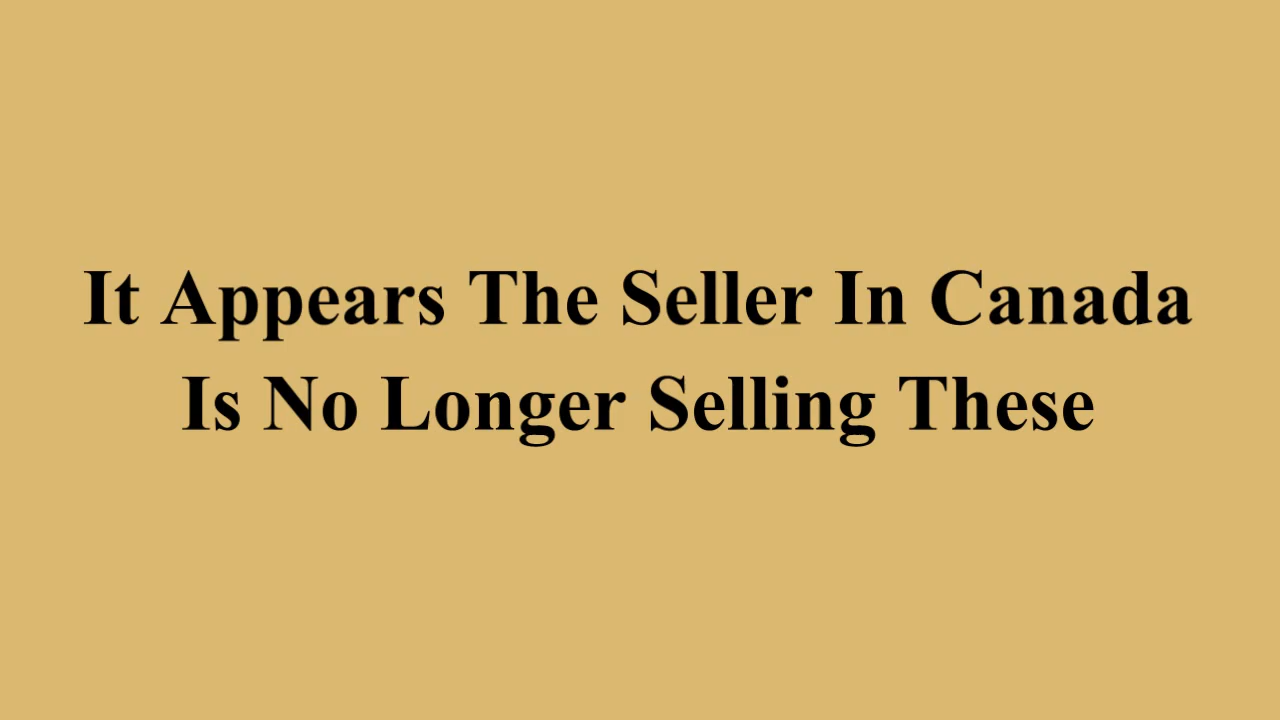 It Appears The Seller In Canada
Is No Longer Selling These